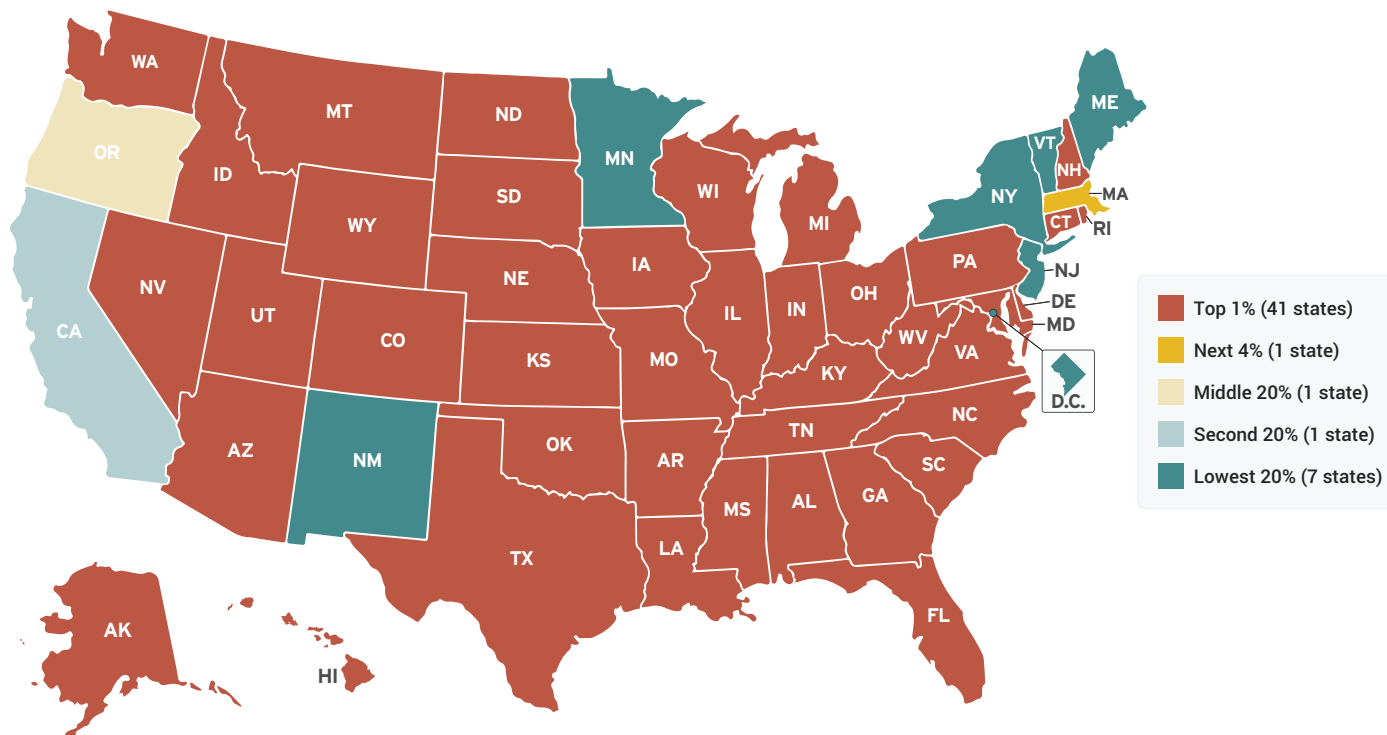 WA
MT
ND
MN
ME
VT
NH
OR
ID
SD
WI
MI
NY
MA
CT
RI
WY
IA
NE
PA
NJ
NV
UT
CO
IL
IN
OH
DE
MD
CA
KS
MO
WV
VA
KY
D.C.
AZ
NM
OK
AR
TN
NC
SC
MS
AL
GA
TX
LA
FL
AK
HI
Top 1% (41 states)
Next 4% (1 state)
Middle 20% (1 state)
Second 20% (1 state)
Lowest 20% (7 states)